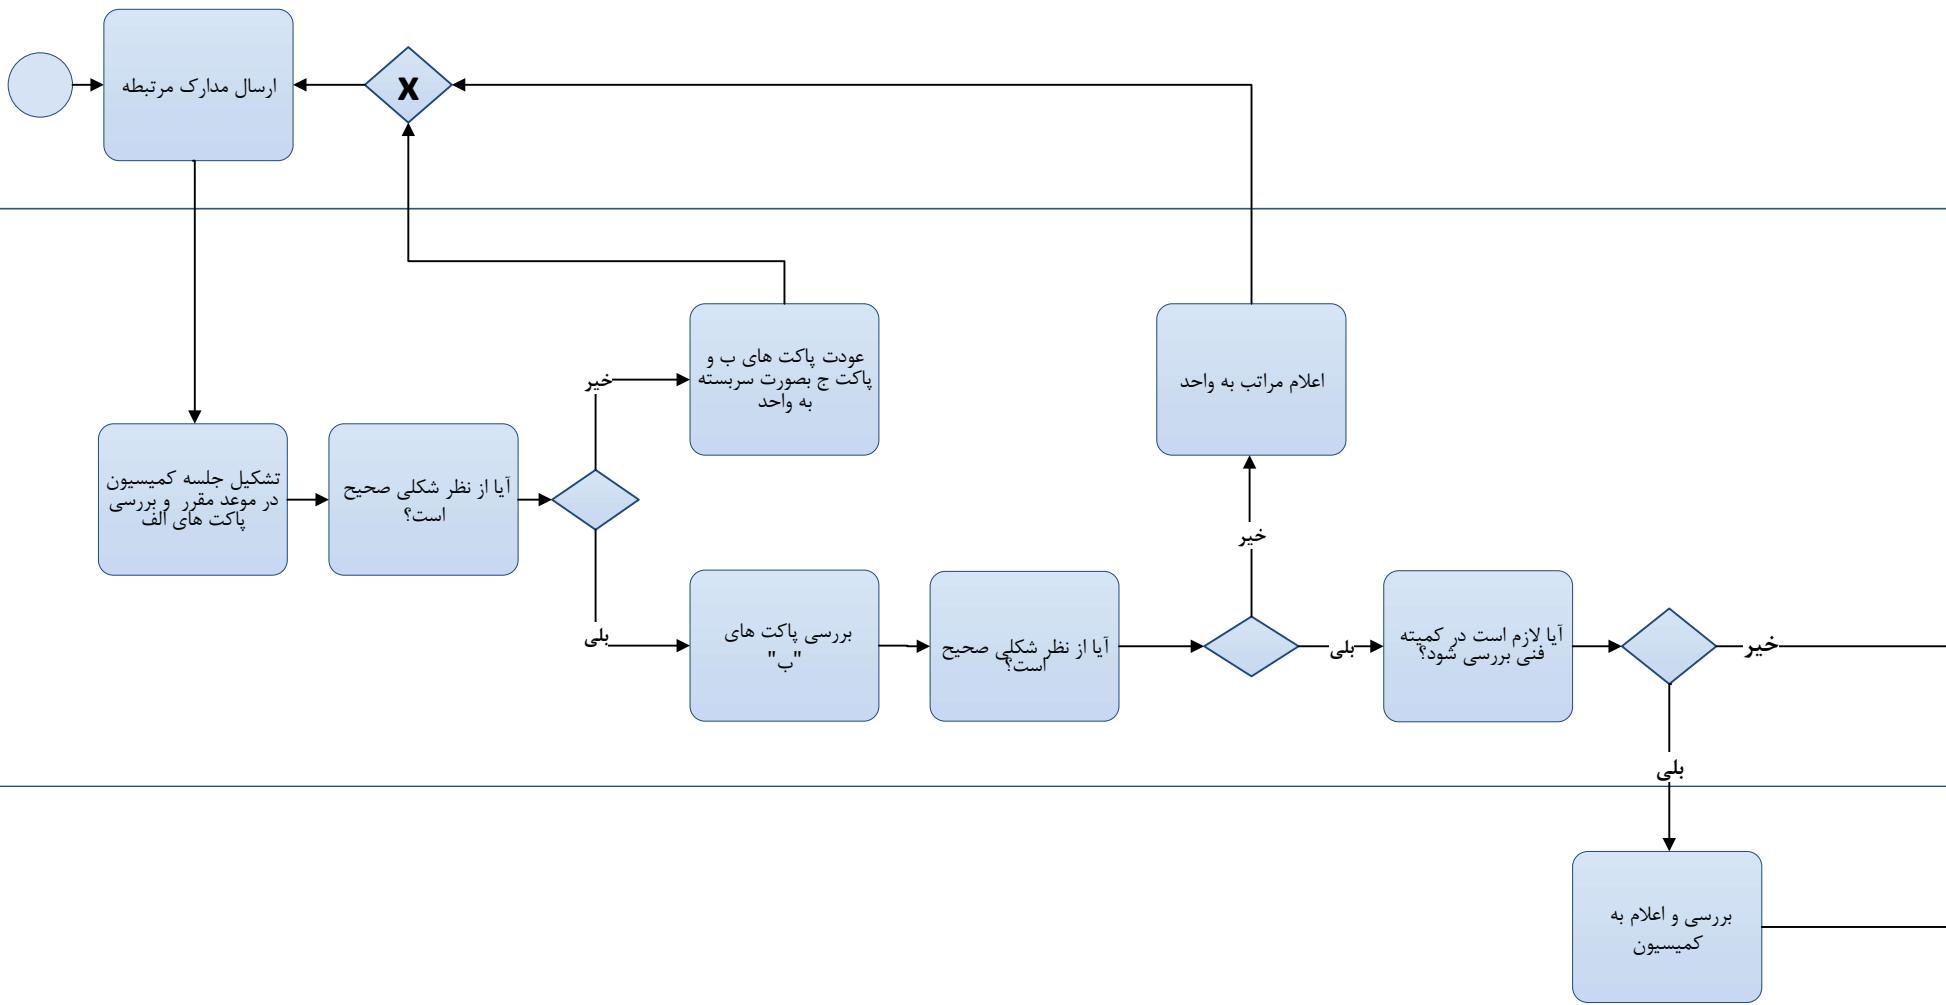 ارسال مدارک مرتبطه
X
عودت پاکت های ب و
پاکت ج بصورت سربسته
به واحد
اعلام مراتب به واحد
خیر
تشکیل جلسه کمیسیون
در موعد مقرر و بررسی
پاکت های الف
آیا از نظر شکلی صحیح
است؟
خیر
بلی
بررسی پاکت های
"ب"
آیا از نظر شکلی صحیح
است؟
بلی
آیا لازم است در کمیته
فنی بررسی شود؟
خیر
بلی
بررسی و اعلام به
کمیسیون